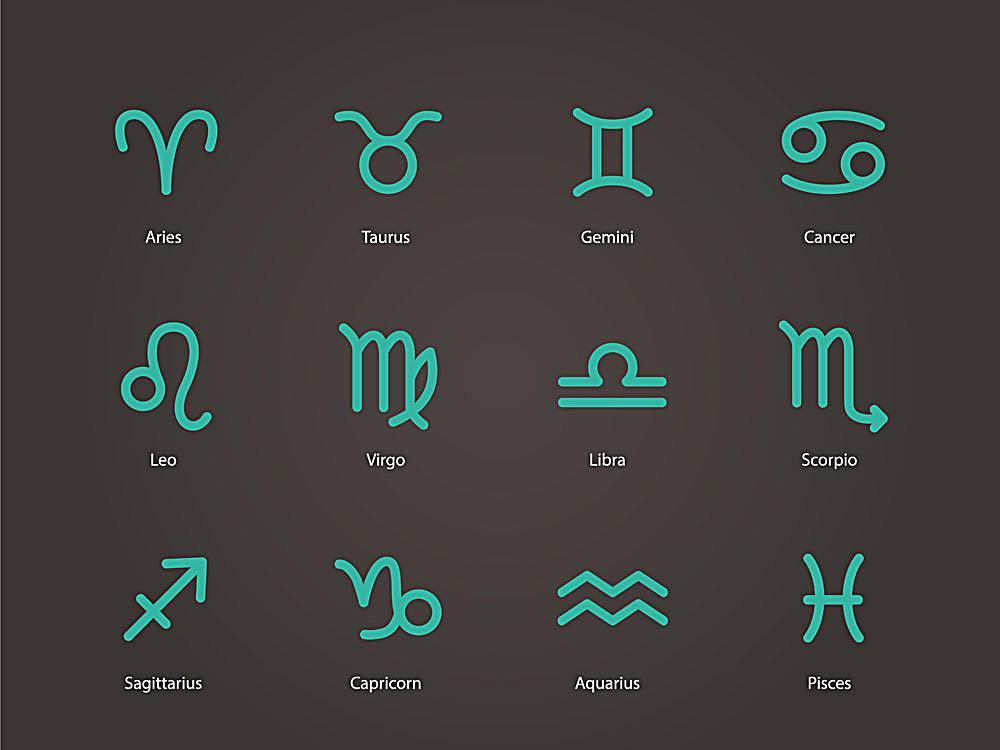 Aries
Taurus
Gemini
Cancer
Leo
Virgo
Libra
Scorpio
Sagittarius
Capricorn
Aquarius
Pisces